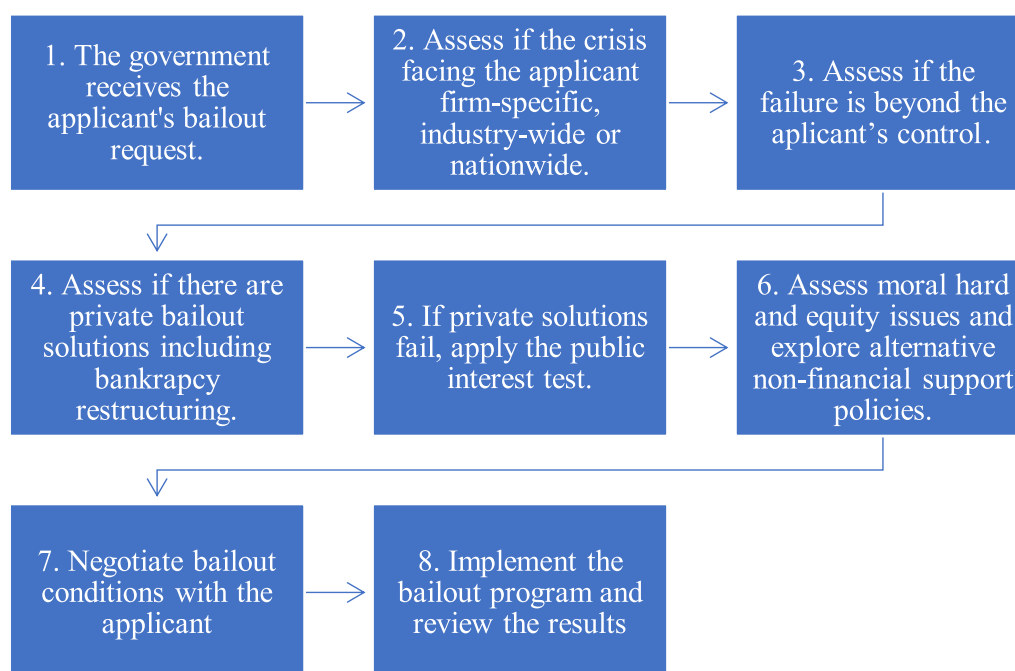 1. The government
receives the
applicant's bailout
request.
2. Assess if the crisis
facing the applicant
firm-specific,
industry-wide or
nationwide.
3. Assess if the
failure is beyond the
aplicant’s control.
4. Assess if there are
private bailout
solutions including
bankrapcy
restructuring.
5. If private solutions
fail, apply the public
interest test.
6. Assess moral hard
and equity issues and
explore alternative
non-financial support
policies.
7. Negotiate bailout
conditions with the
applicant
8. Implement the
bailout program and
review the results